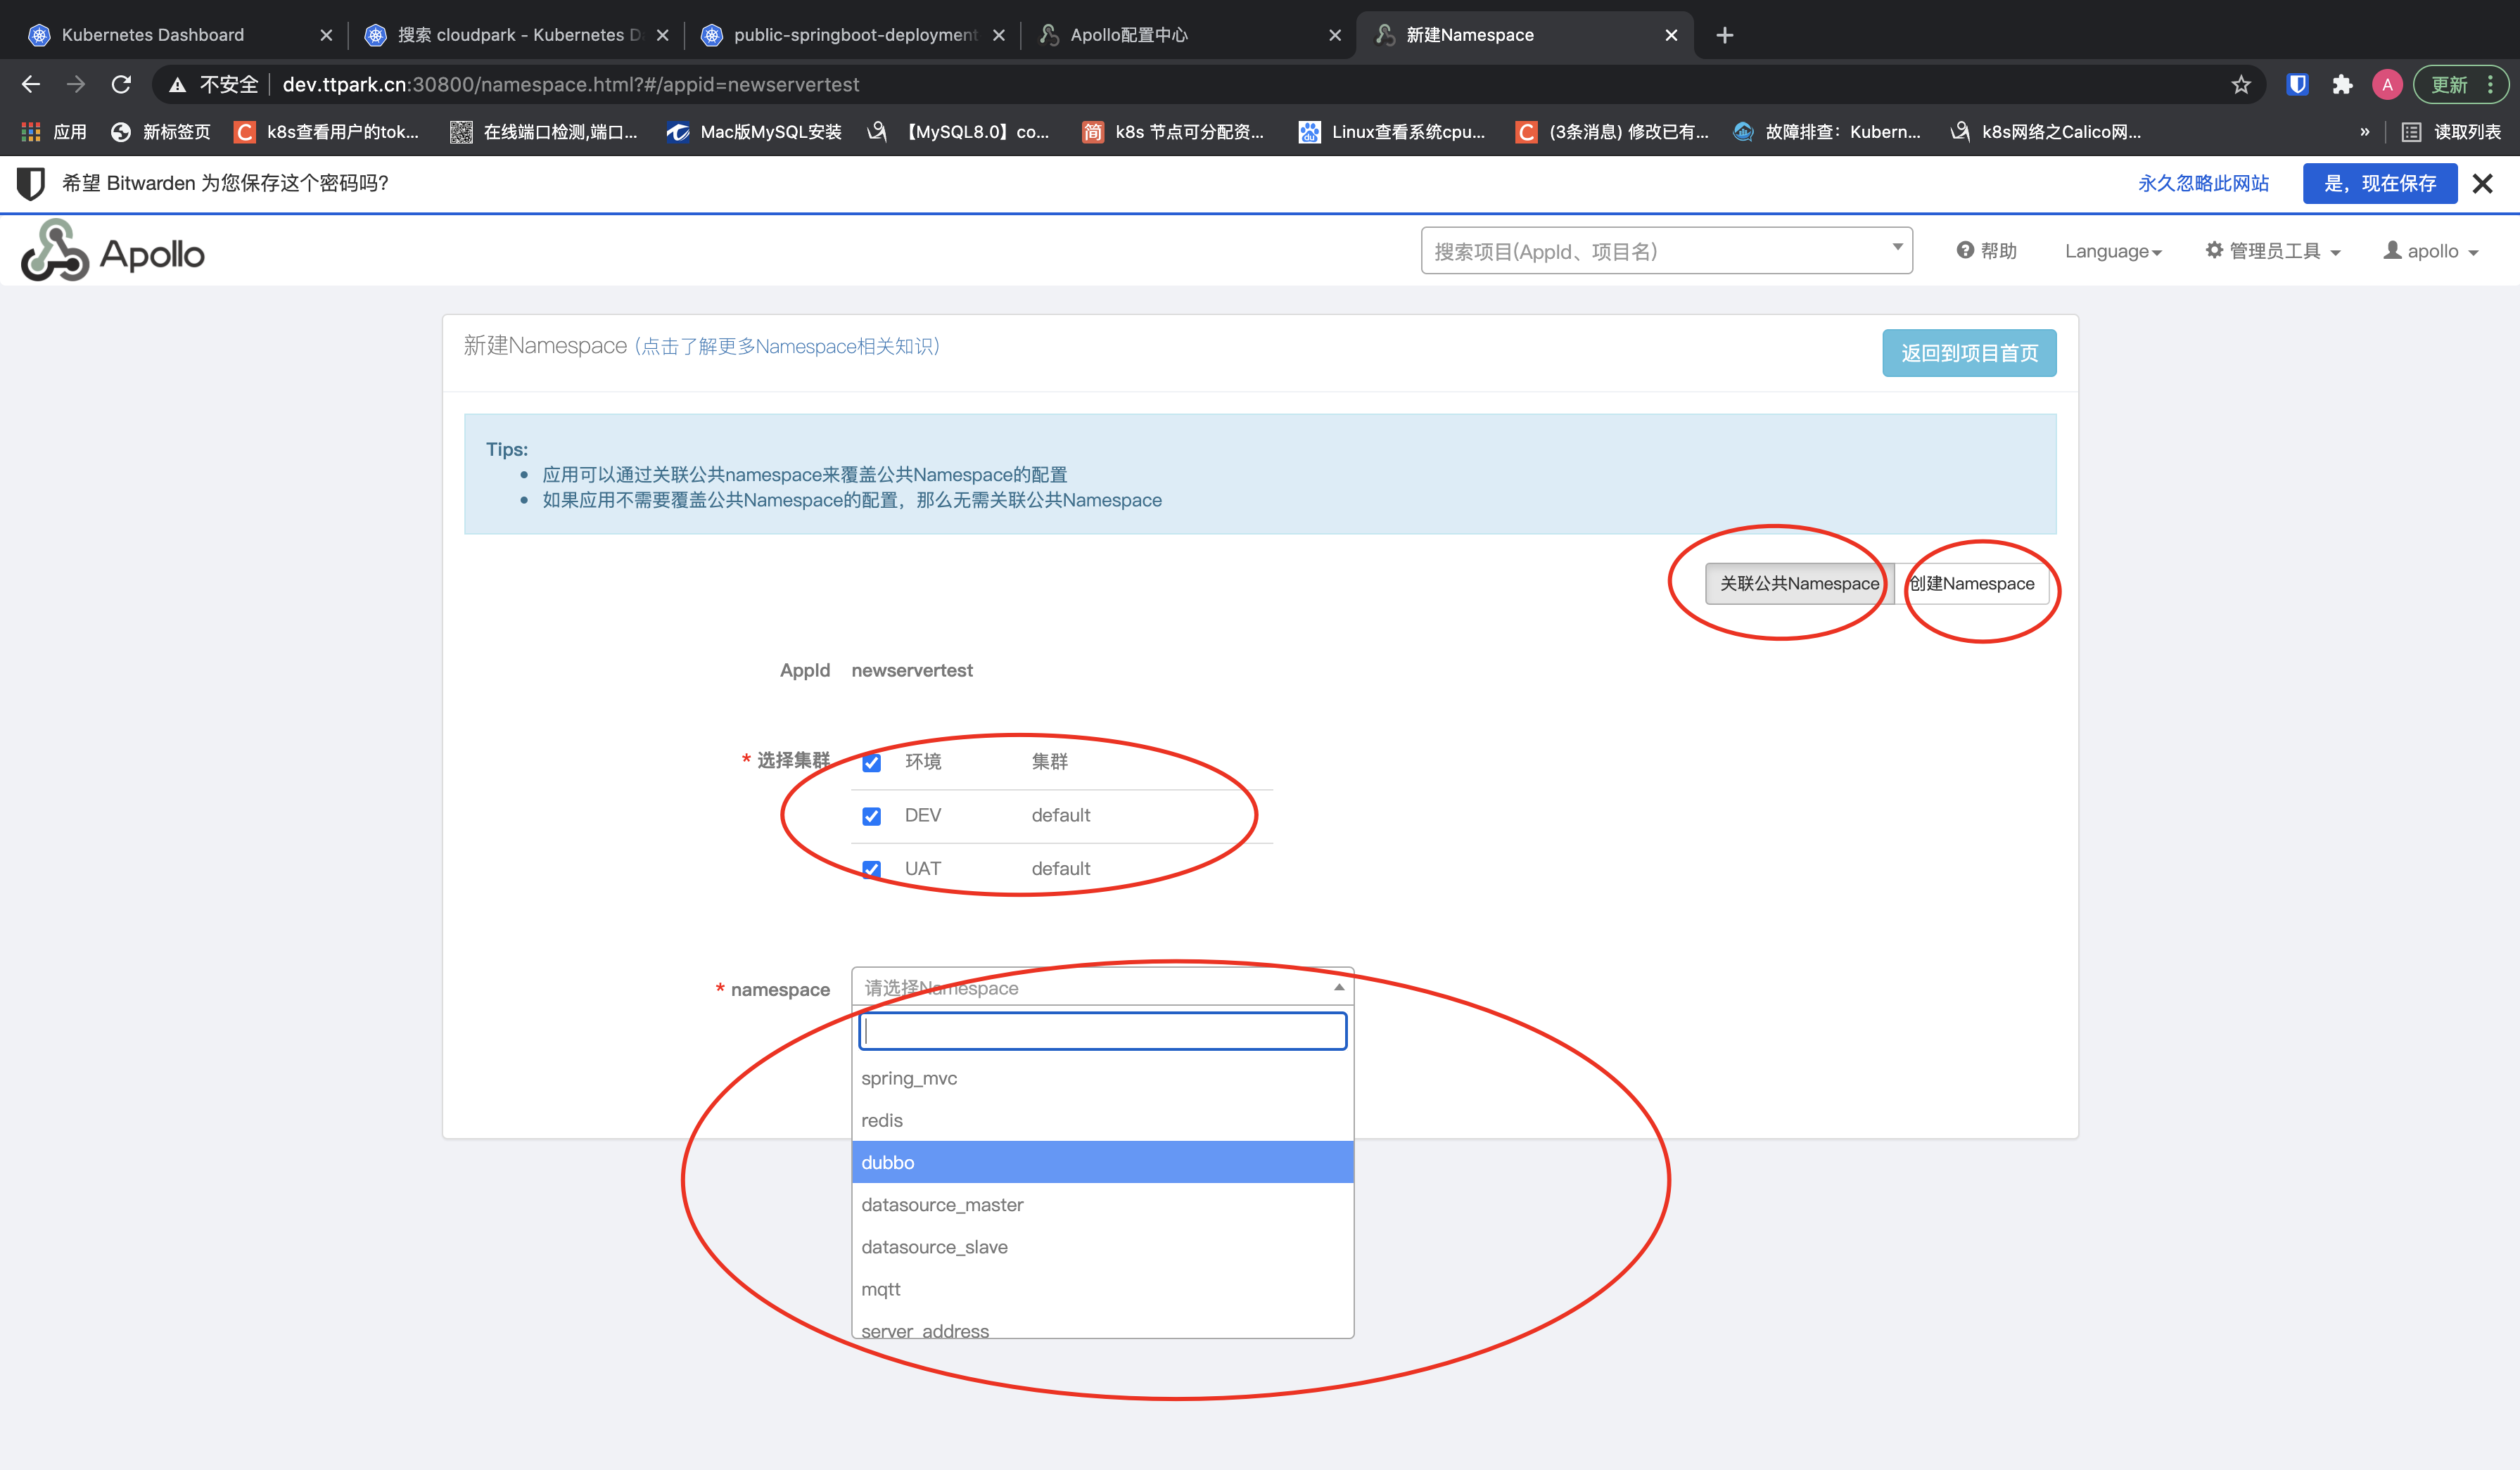 Kubernetes Dashboard
搜索 cloudpark - Kubernetes D
public-springboot-deployment
Apollo配置中心
新建Namespace
不安全
dev.ttpark.cn:30800/namespace.html?#/appid=newservertest
A
更新
应用
新标签页
k8s查看用户的tok...
在线端口检测,端口...
Mac版MySQL安装
【MySQL8.0】co...
简
k8s 节点可分配资...
Linux查看系统cpu...
(3条消息) 修改已有...
故障排查：Kubern...
k8s网络之Calico网...
»
读取列表
希望 Bitwarden 为您保存这个密码吗?
永久忽略此网站
是，现在保存
Apollo
搜索项目(AppId、项目名)
帮助
Language
管理员工具
apollo
新建Namespace (点击了解更多Namespace相关知识)
返回到项目首页
Tips:
应用可以通过关联公共namespace来覆盖公共Namespace的配置
如果应用不需要覆盖公共Namespace的配置，那么无需关联公共Namespace
关联公共Namespace
创建Namespace
AppId newservertest
* 选择集群 环境 集群
DEV default
UAT default
* namespace 请选择Namespace
spring_mvc
redis
dubbo
datasource_master
datasource_slave
mqtt
server_address